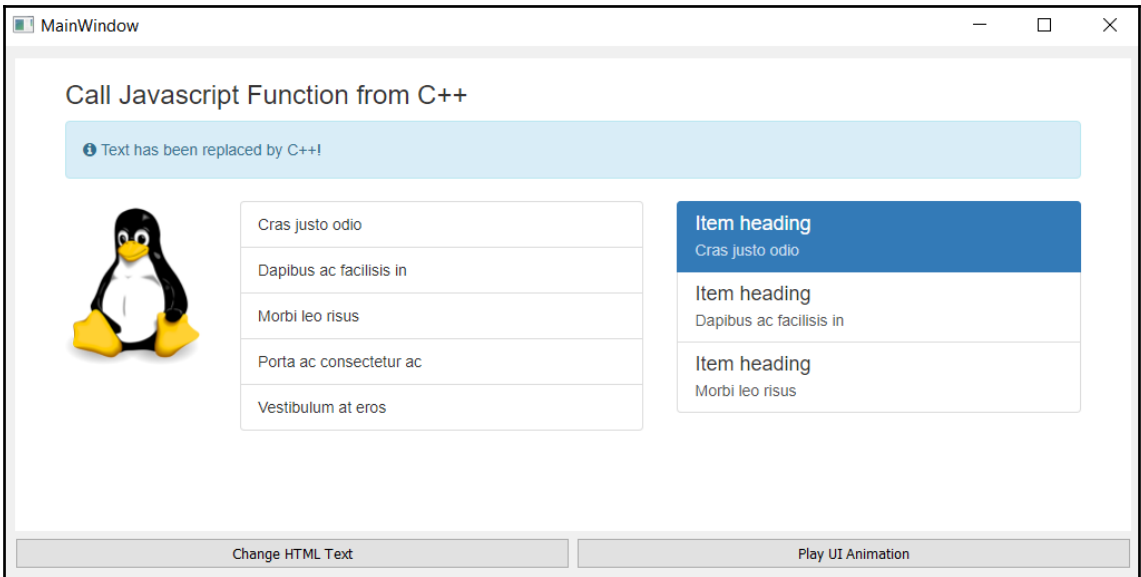 MainWindow
Call Javascript Function from C++
Text has been replaced by C++!
Cras justo odio
Dapibus ac facilisis in
Morbi leo risus
Porta ac consectetur ac
Vestibulum at eros
Item heading
Cras justo odio
Item heading
Dapibus ac facilisis in
Item heading
Morbi leo risus
Change HTML Text
Play UI Animation